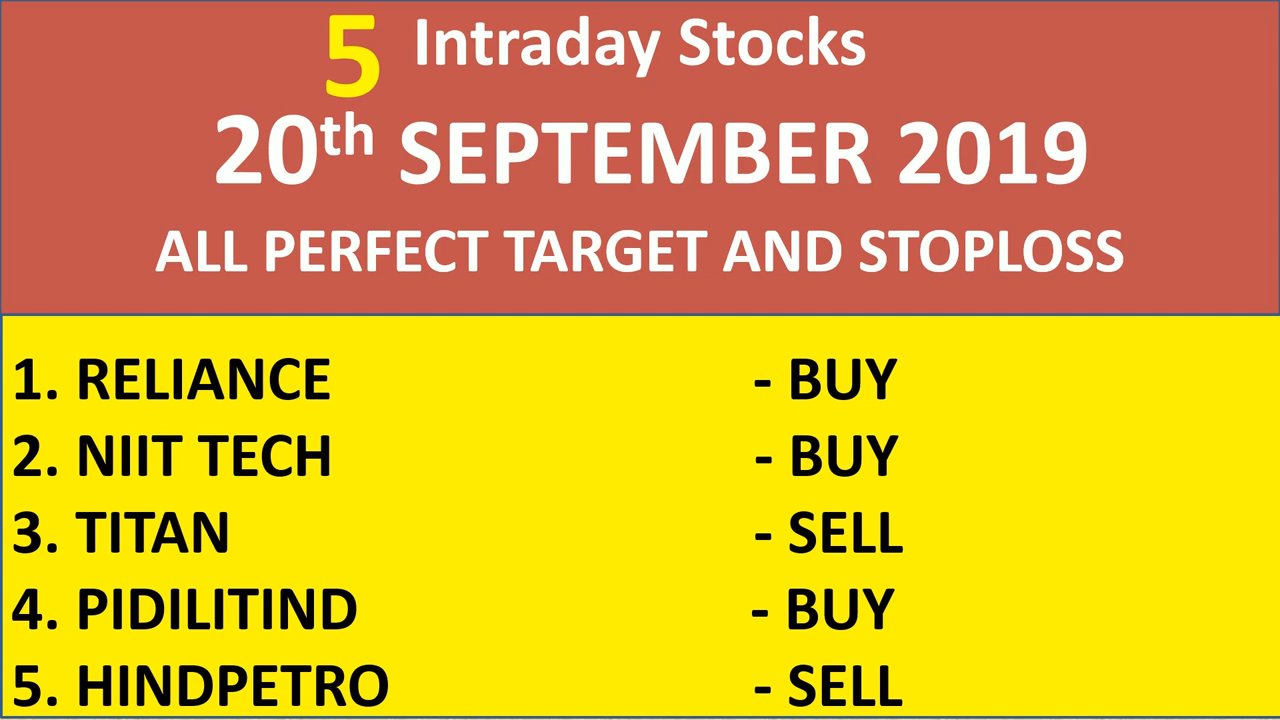 5 Intraday Stocks
20th SEPTEMBER 2019
ALL PERFECT TARGET AND STOPLOSS
1. RELIANCE - BUY
2. NIIT TECH - BUY
3. TITAN - SELL
4. PIDILITIND - BUY
5. HINDPETRO - SELL